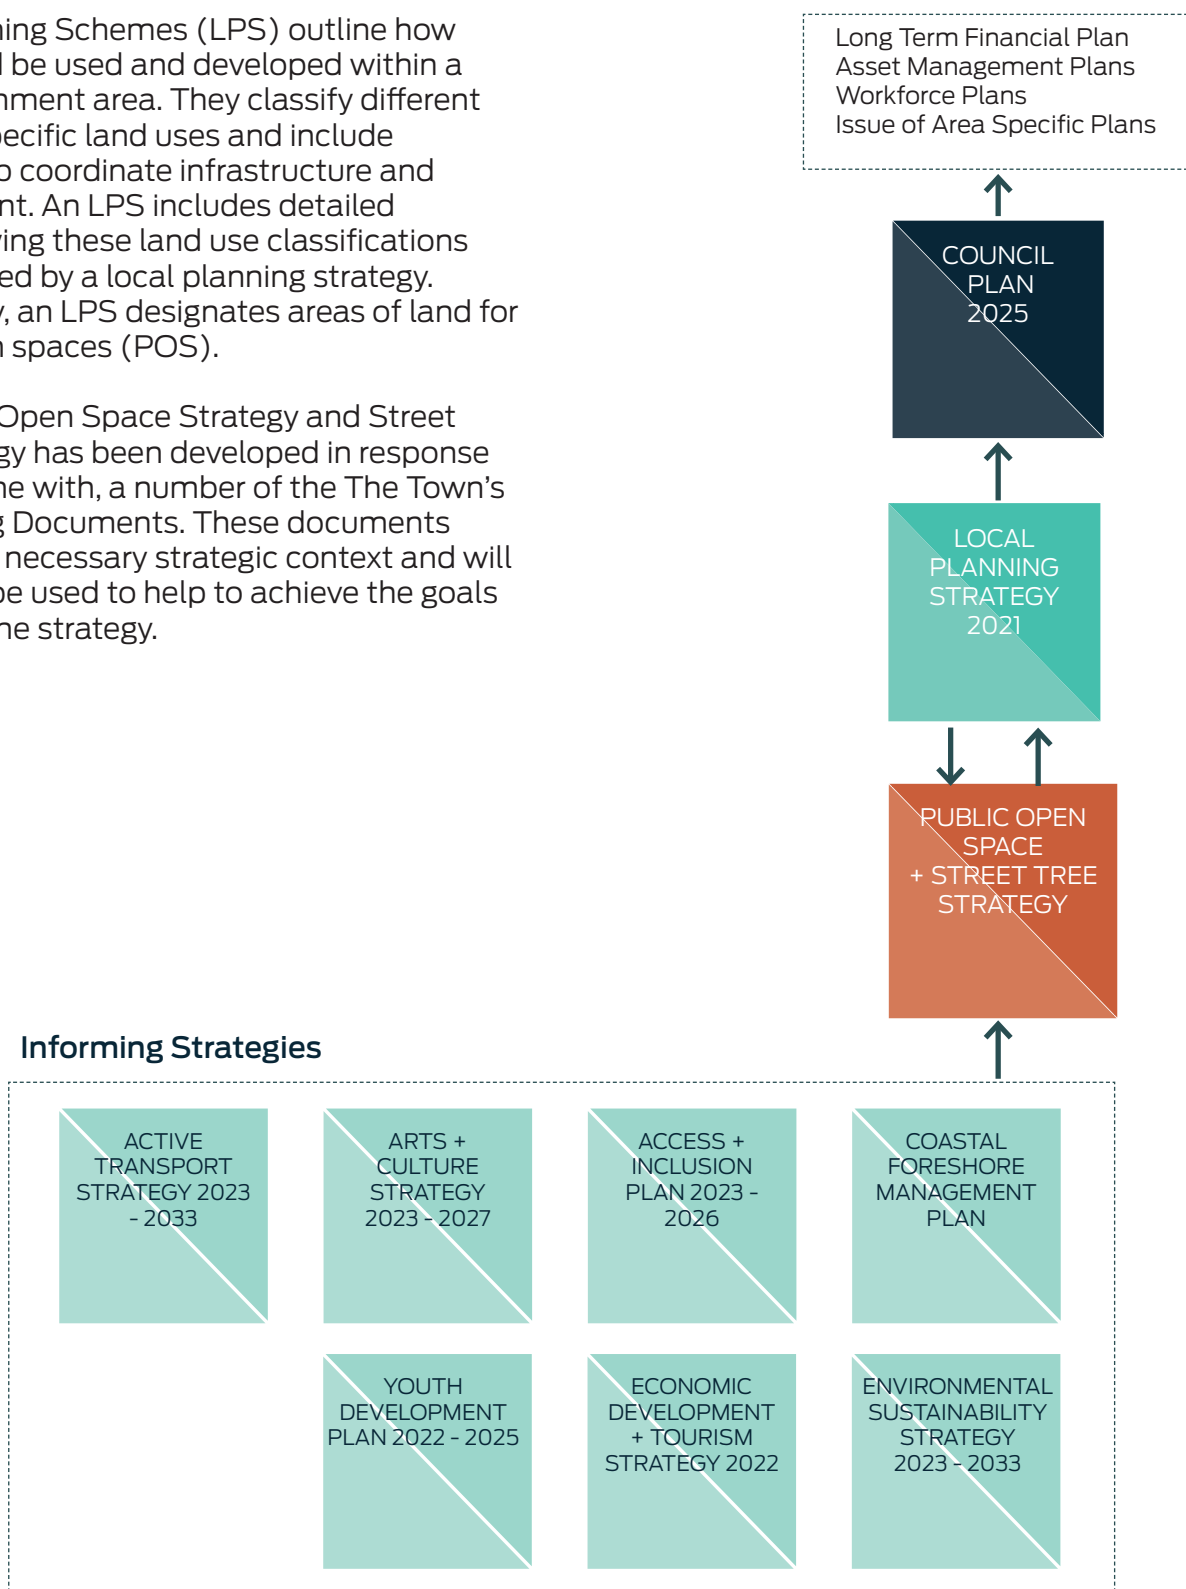 ning Schemes (LPS) outline how
be used and developed within a
nment area. They classify different
pecific land uses and include
o coordinate infrastructure and
nt. An LPS includes detailed
ving these land use classifications
ed by a local planning strategy.
y, an LPS designates areas of land for
n spaces (POS).
Open Space Strategy and Street
gy has been developed in response
ne with, a number of the The Town's
g Documents. These documents
necessary strategic context and will
be used to help to achieve the goals
he strategy.
Long Term Financial Plan
Asset Management Plans
Workforce Plans
Issue of Area Specific Plans
COUNCIL
PLAN
2025
LOCAL
PLANNING
STRATEGY
2021
PUBLIC OPEN
SPACE
+ STREET TREE
STRATEGY
Informing Strategies
ACTIVE
TRANSPORT
STRATEGY 2023
- 2033
ARTS +
CULTURE
STRATEGY
2023 - 2027
ACCESS +
INCLUSION
PLAN 2023 -
2026
COASTAL
FORESHORE
MANAGEMENT
PLAN
YOUTH
DEVELOPMENT
PLAN 2022 - 2025
ECONOMIC
DEVELOPMENT
+ TOURISM
STRATEGY 2022
ENVIRONMENTAL
SUSTAINABILITY
STRATEGY
2023 - 2033